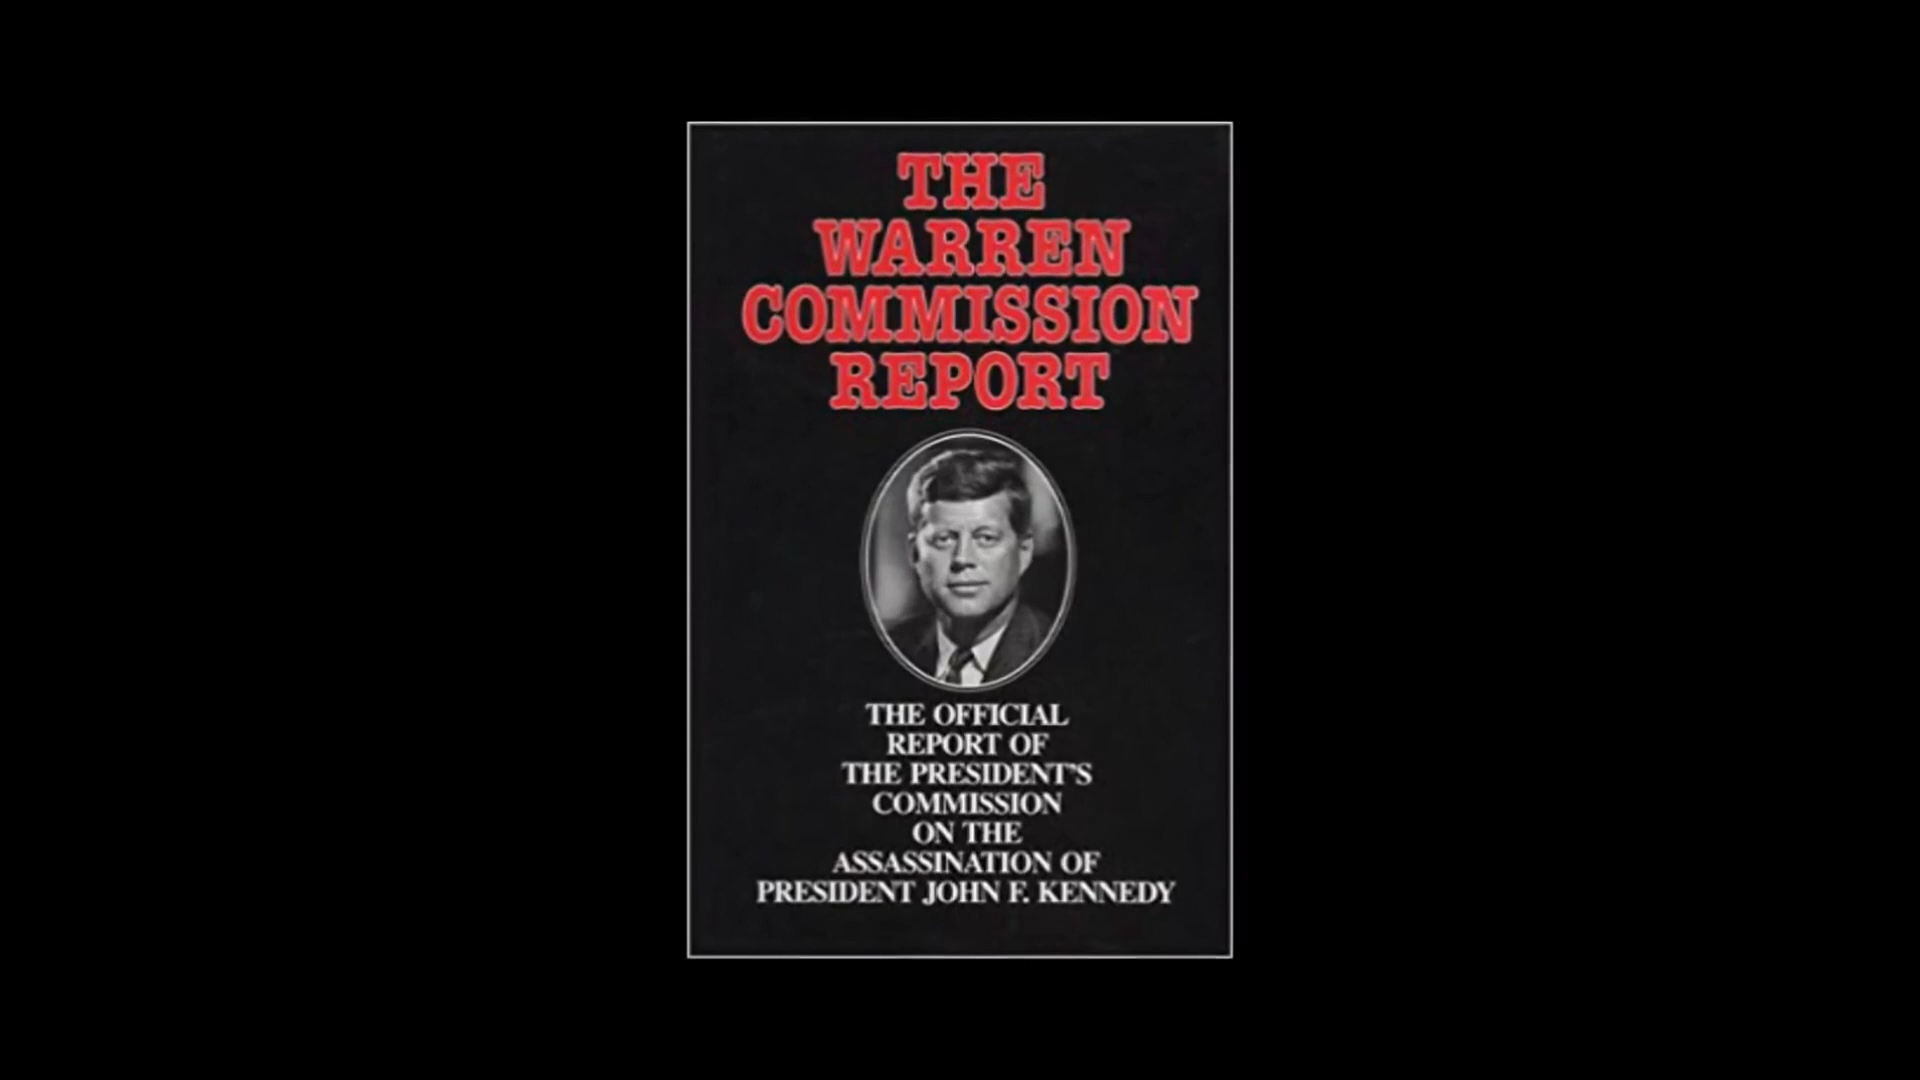 THE
WARREN
COMMISSION
REPORT
THE OFFICIAL
REPORT OF
THE PRESIDENT'S
COMMISSION
ON THE
ASSASSINATION OF
PRESIDENT JOHN F. KENNEDY